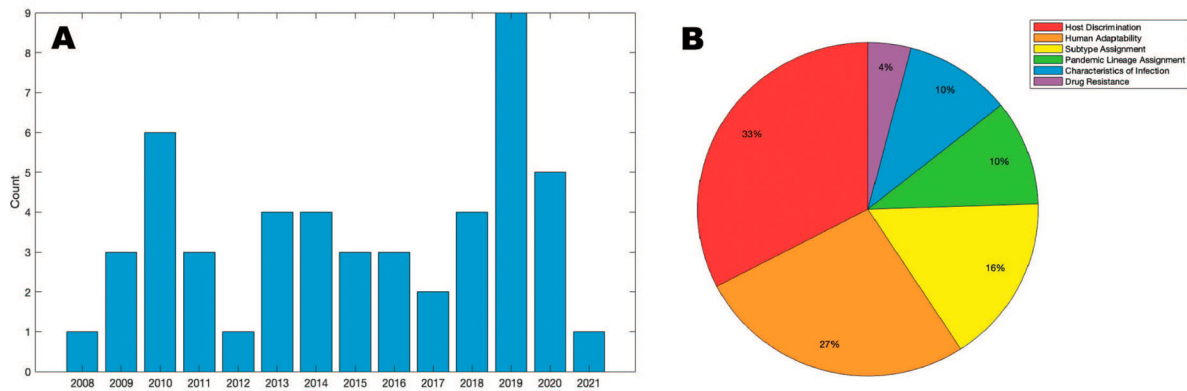 A
Count
9
8
7
6
5
4
3
2
1
0
2008 2009 2010 2011 2012 2013 2014 2015 2016 2017 2018 2019 2020 2021
B
Host Discrimination
Human Adaptability
Subtype Assignment
Pandemic Lineage Assignment
Characteristics of Infection
Drug Resistance
4%
10%
33%
10%
16%
27%